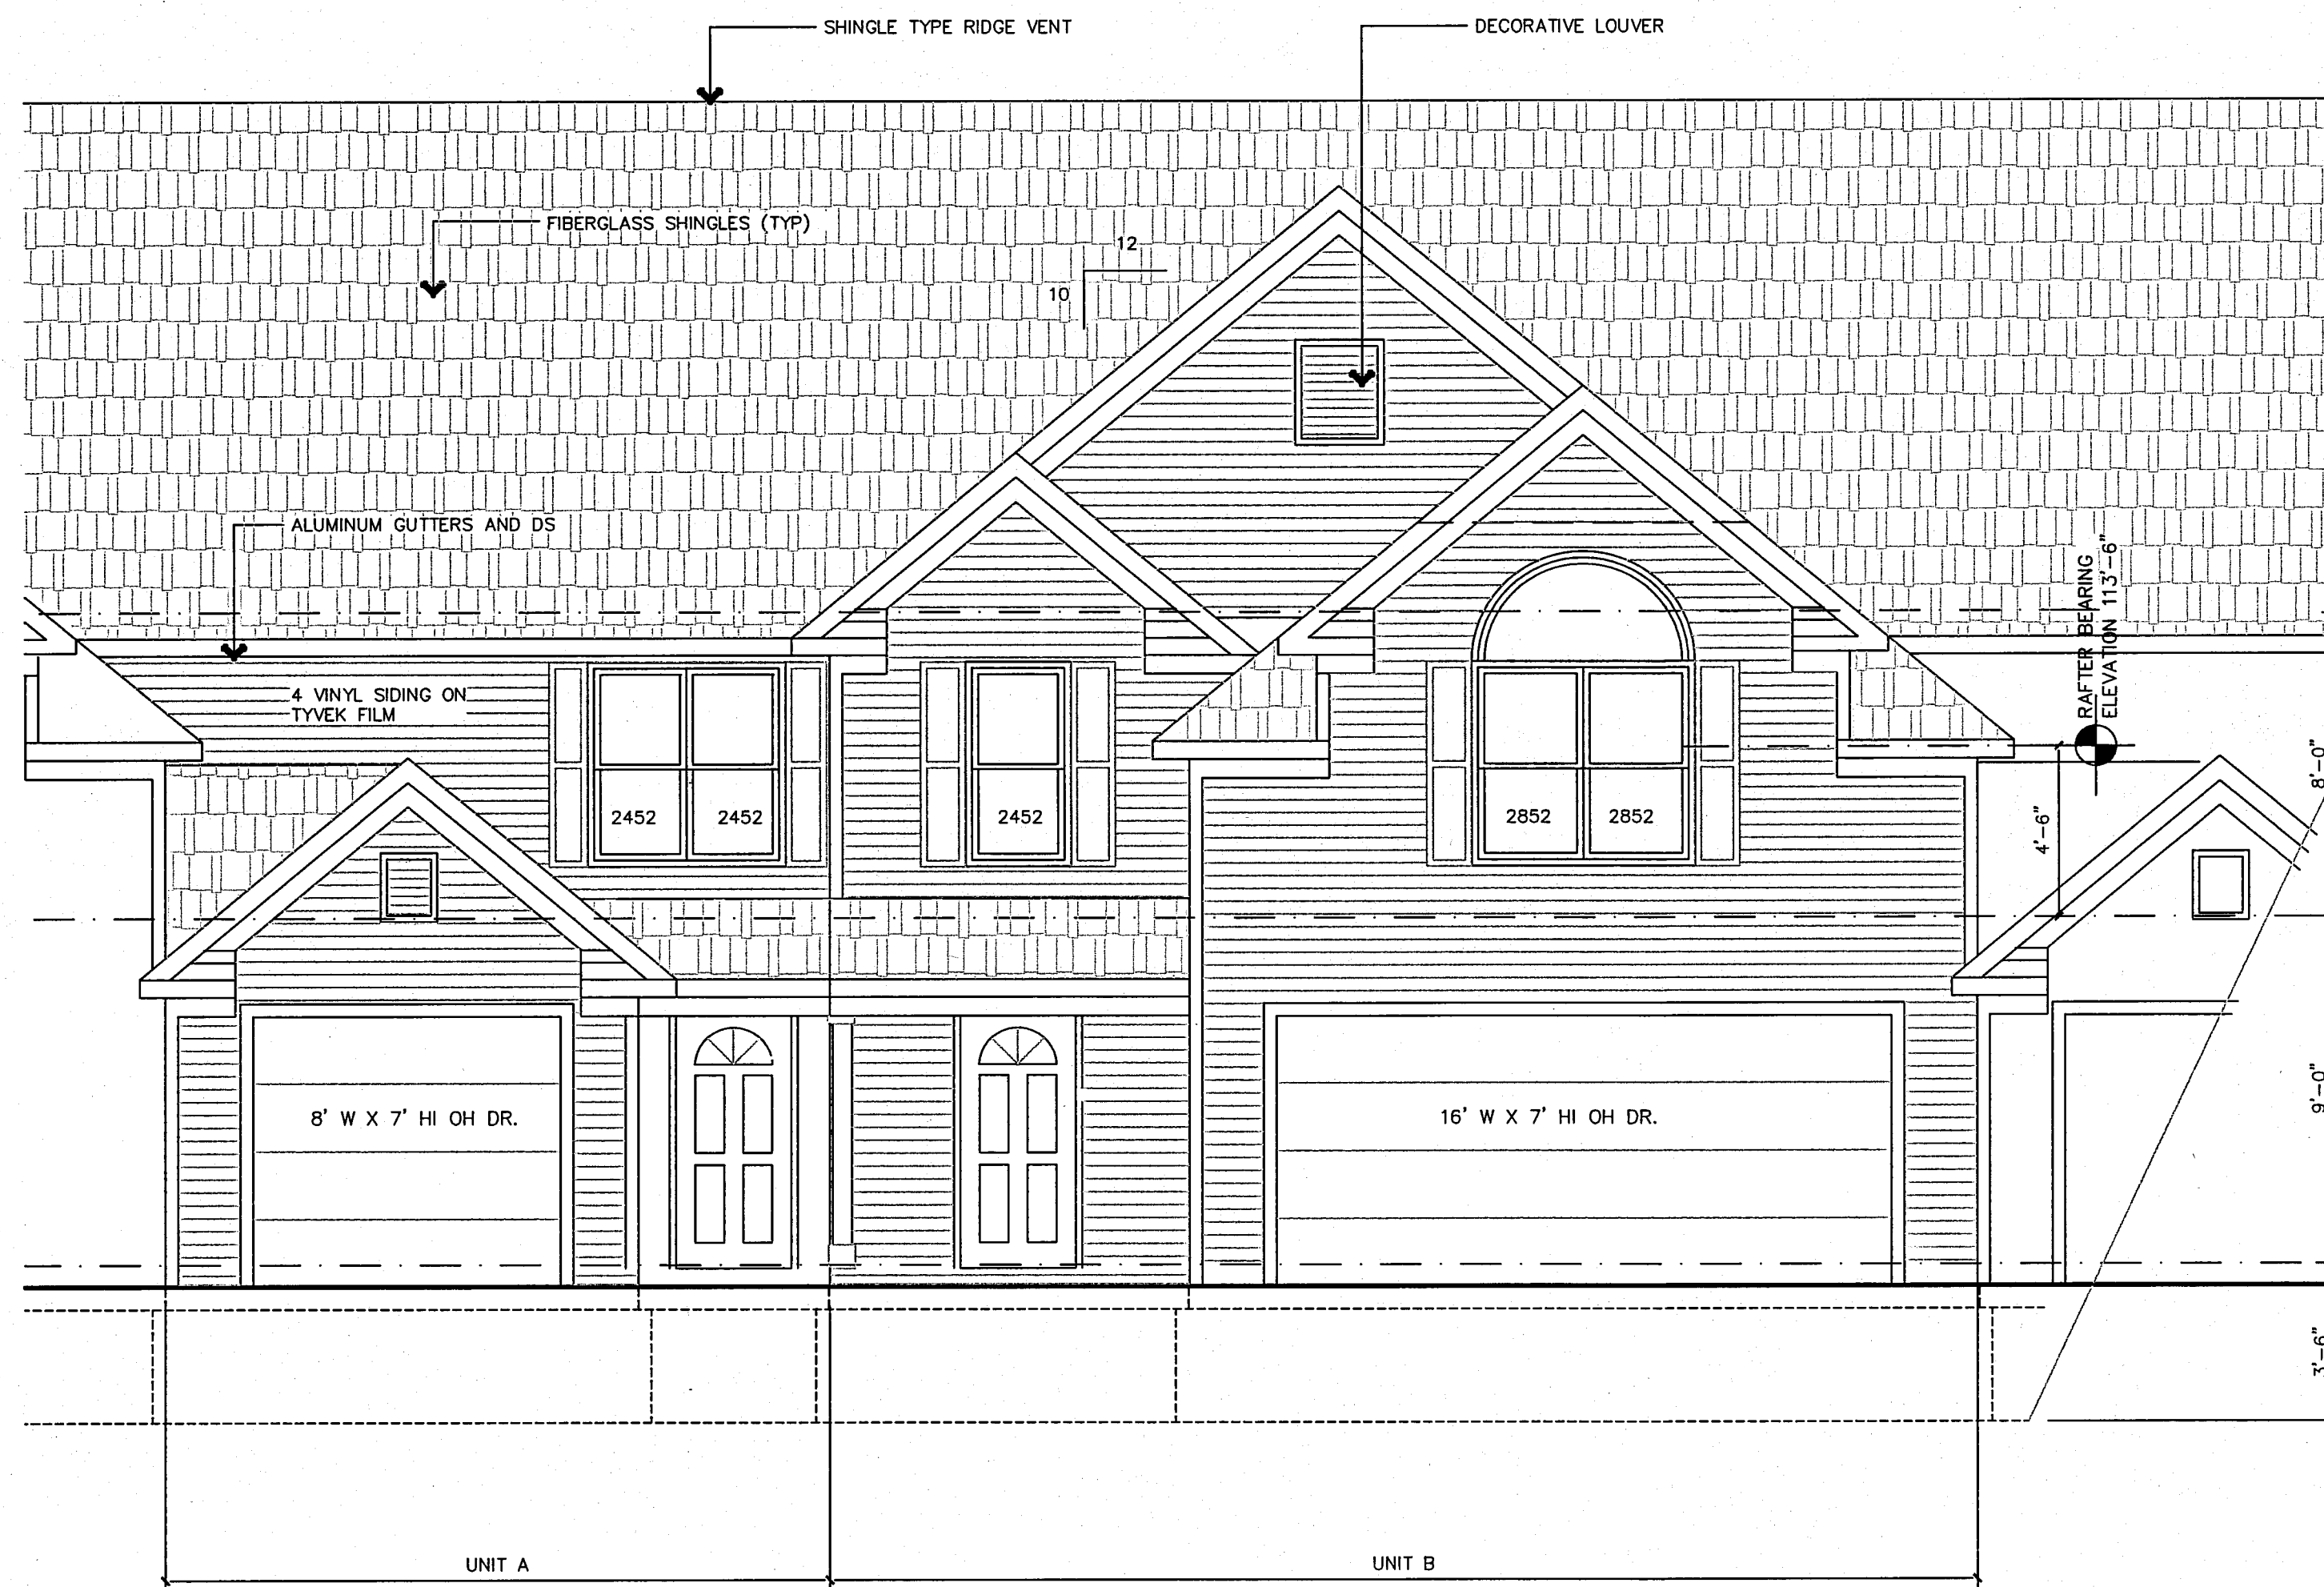 SHINGLE TYPE RIDGE VENT
DECORATIVE LOUVER
FIBERGLASS SHINGLES (TYP)
12
10
ALUMINUM GUTTERS AND DS
RAFTER BEARING
ELEVATION 113'-6"
4 VINYL SIDING ON
TYVEK FILM
8'-0"
4'-6"
2452
2452
2452
2852
2852
8' W X 7' HI OH DR.
16' W X 7' HI OH DR.
9'-0"
3'-6"
UNIT A
UNIT B